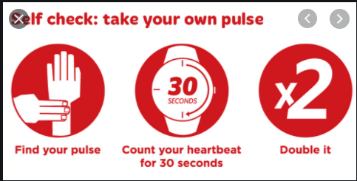 Self check: take your own pulse
30
SECONDS
x2
Find your pulse
Count your heartbeat
for 30 seconds
Double it